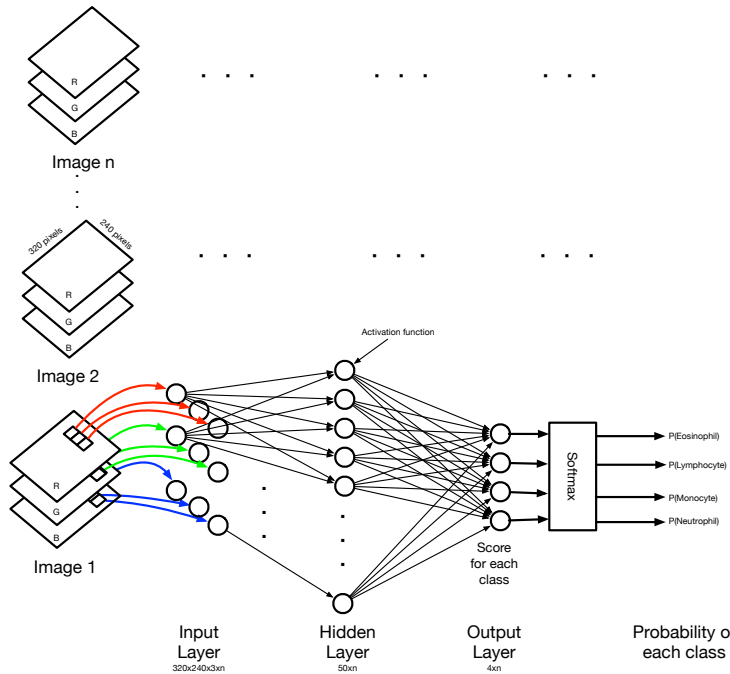 R
G
B
Image n
320 pixels
240 pixels
R
G
B
Image 2
Activation function
R
G
B
Image 1
Softmax
P(Eosinophil)
P(Lymphocyte)
P(Monocyte)
P(Neutrophil)
Score
for each
class
Input
Layer
320x240x3xn
Hidden
Layer
50xn
Output
Layer
4xn
Probability o
each class